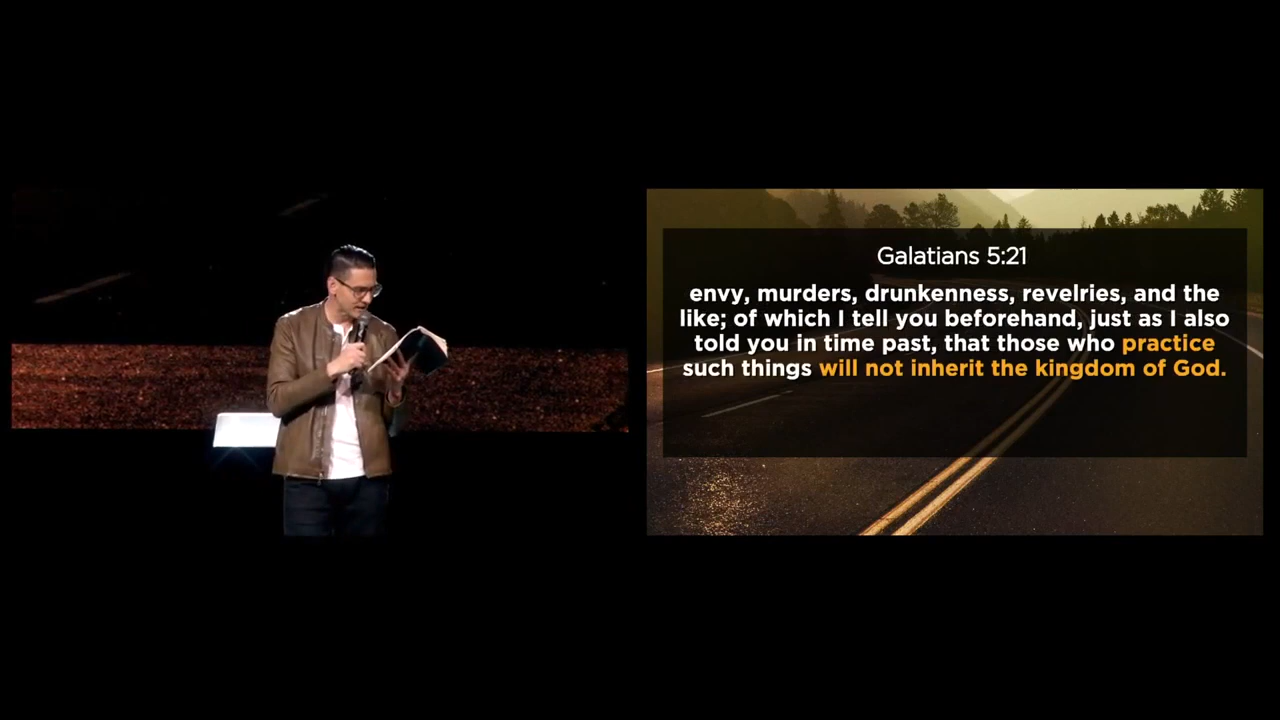 Galatians 5:21
envy, murders, drunkenness, revelries, and the
like; of which I tell you beforehand, just as I also
told you in time past, that those who practice
such things will not inherit the kingdom of God.